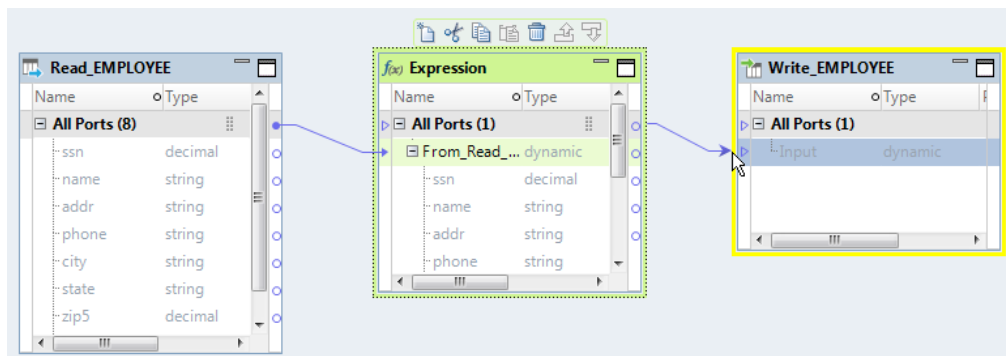 Read_EMPLOYEE
Name Type
All Ports (8)
ssn decimal
name string
addr string
phone string
city string
state string
zip5 decimal
f(x) Expression
Name Type
All Ports (1)
From_Read_... dynamic
ssn decimal
name string
addr string
phone string
Write_EMPLOYEE
Name Type
All Ports (1)
Input dynamic